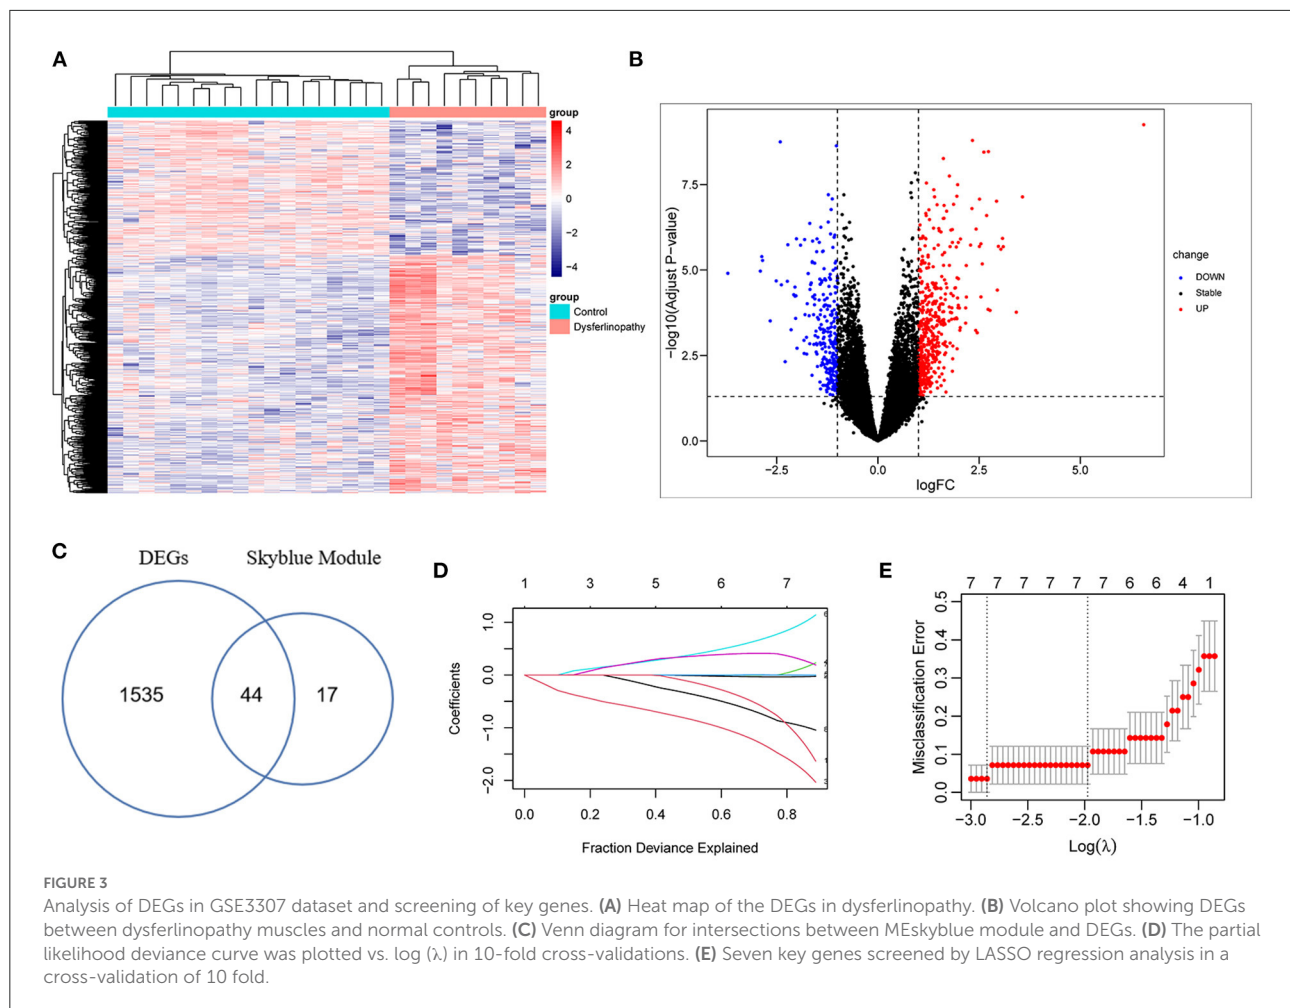 A
group
group
4
2
0
−2
−4
group
Control
Dysferlinopathy
B
−log10(Adjust P−value)
7.5
5.0
2.5
0.0
−2.5
0.0
2.5
5.0
logFC
change
DOWN
Stable
UP
C
DEGs
Skyblue Module
1535
44
17
D
1 3 5 6 7
Coefficients
1.0
0.0
−1.0
−2.0
6
8
1
3
0.0 0.2 0.4 0.6 0.8
Fraction Deviance Explained
E
7 7 7 7 7 7 6 6 4 1
Misclassification Error
0.5
0.4
0.3
0.2
0.1
0.0
−3.0 −2.5 −2.0 −1.5 −1.0
Log(λ)
FIGURE 3
Analysis of DEGs in GSE3307 dataset and screening of key genes. (A) Heat map of the DEGs in dysferlinopathy. (B) Volcano plot showing DEGs
between dysferlinopathy muscles and normal controls. (C) Venn diagram for intersections between MEskyblue module and DEGs. (D) The partial
likelihood deviance curve was plotted vs. log (λ) in 10-fold cross-validations. (E) Seven key genes screened by LASSO regression analysis in a
cross-validation of 10 fold.